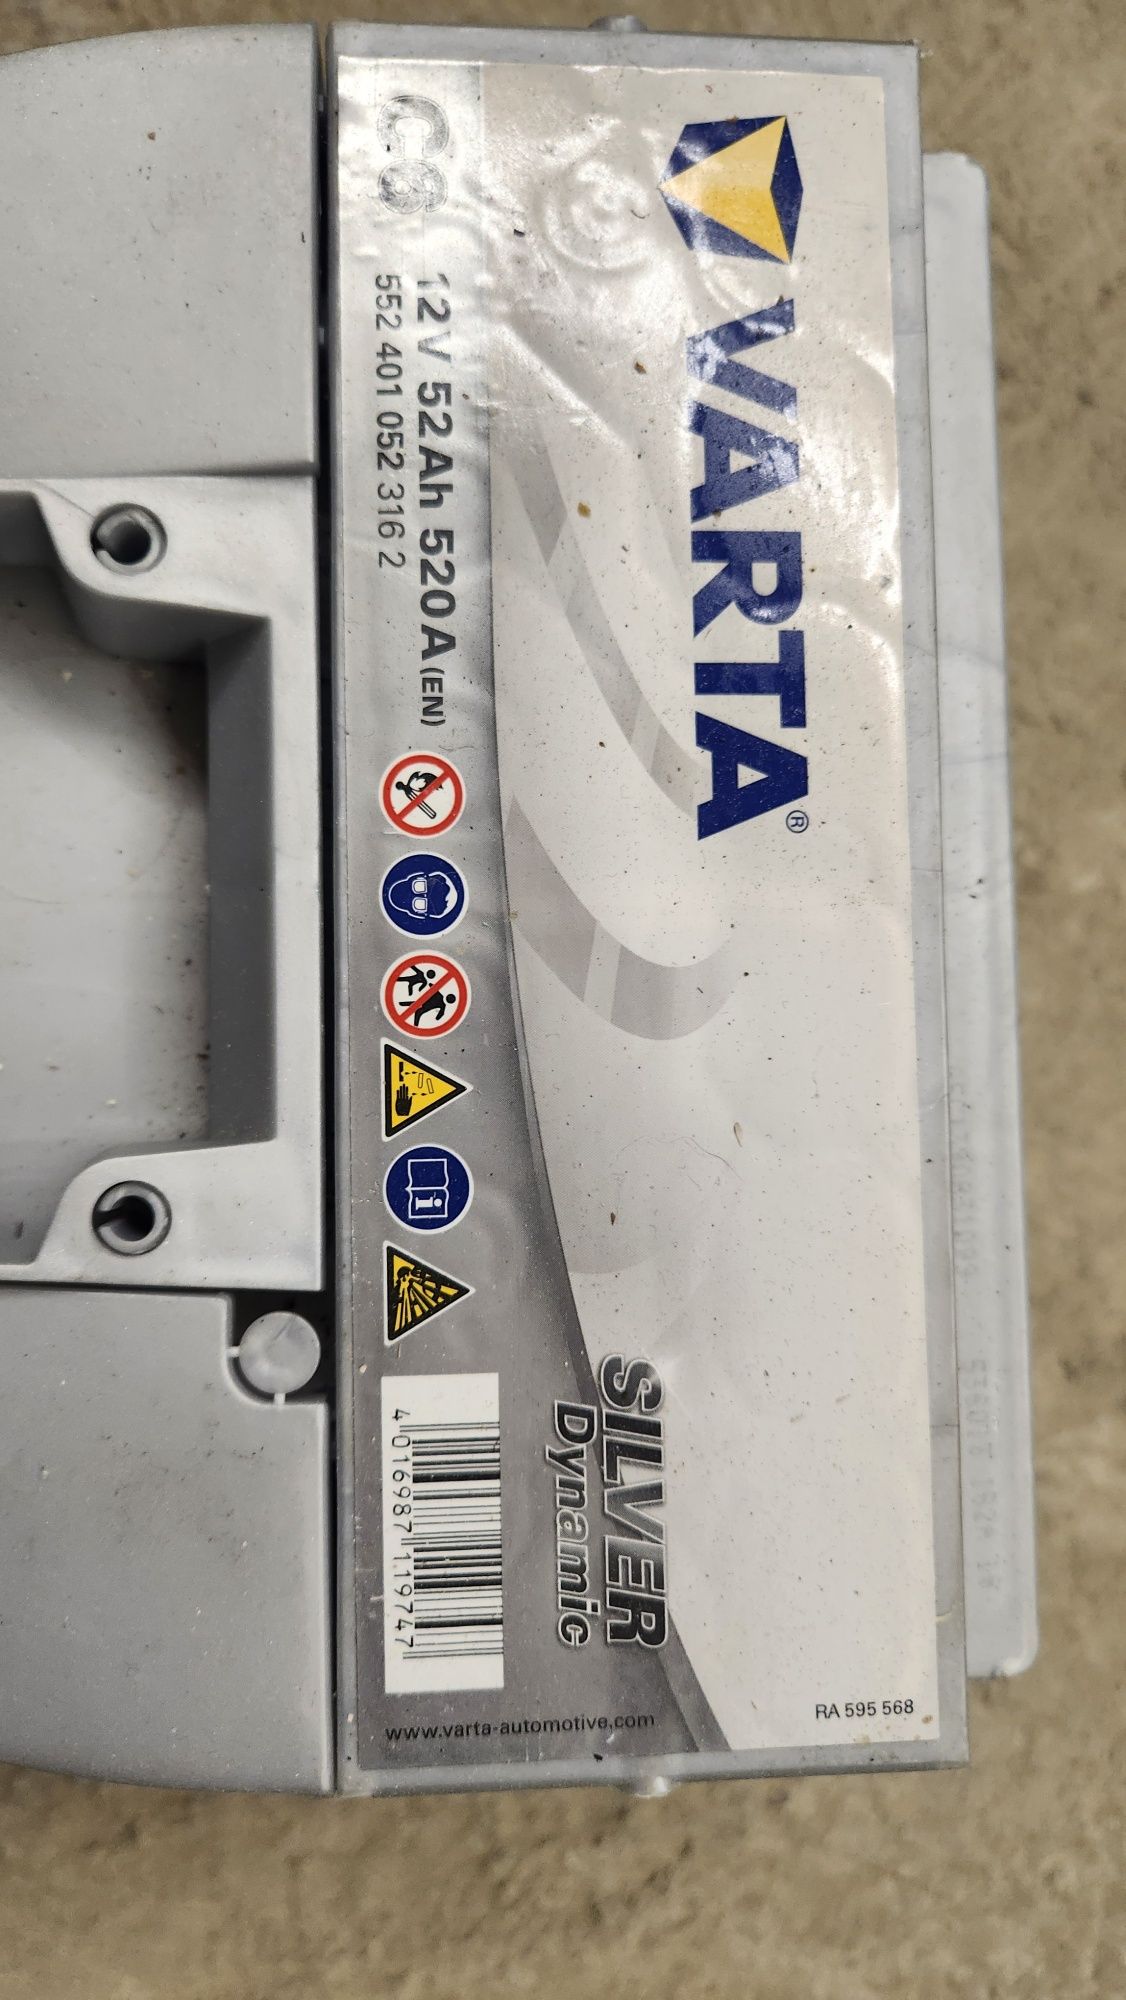 VARTA®
C6
12V 52Ah 520A (EN)
552 401 052 316 2
SILVER
Dynamic
4 016987 119747
www.varta-automotive.com
RA 595 568